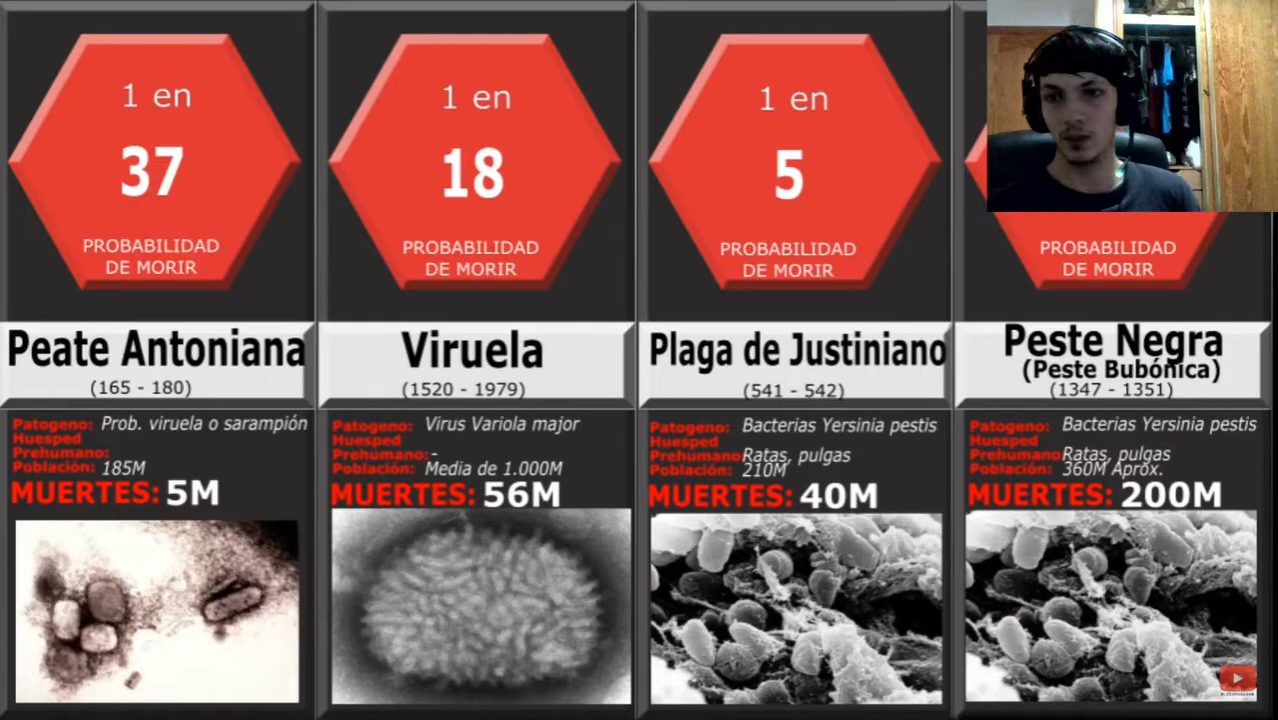 1 en
37
PROBABILIDAD
DE MORIR
Peate Antoniana
(165 - 180)
Patogeno: Prob. viruela o sarampión
Huesped
Prehumano:
Población: 185M
MUERTES: 5M
1 en
18
PROBABILIDAD
DE MORIR
Viruela
(1520 - 1979)
Patogeno: Virus Variola major
Huesped
Prehumano: -
Población: Media de 1.000M
MUERTES: 56M
1 en
5
PROBABILIDAD
DE MORIR
Plaga de Justiniano
(541 - 542)
Patogeno: Bacterias Yersinia pestis
Huesped
Prehumano: Ratas, pulgas
Población: 210M
MUERTES: 40M
PROBABILIDAD
DE MORIR
Peste Negra
(Peste Bubónica)
(1347 - 1351)
Patogeno: Bacterias Yersinia pestis
Huesped
Prehumano: Ratas, pulgas
Población: 360M Aprox.
MUERTES: 200M